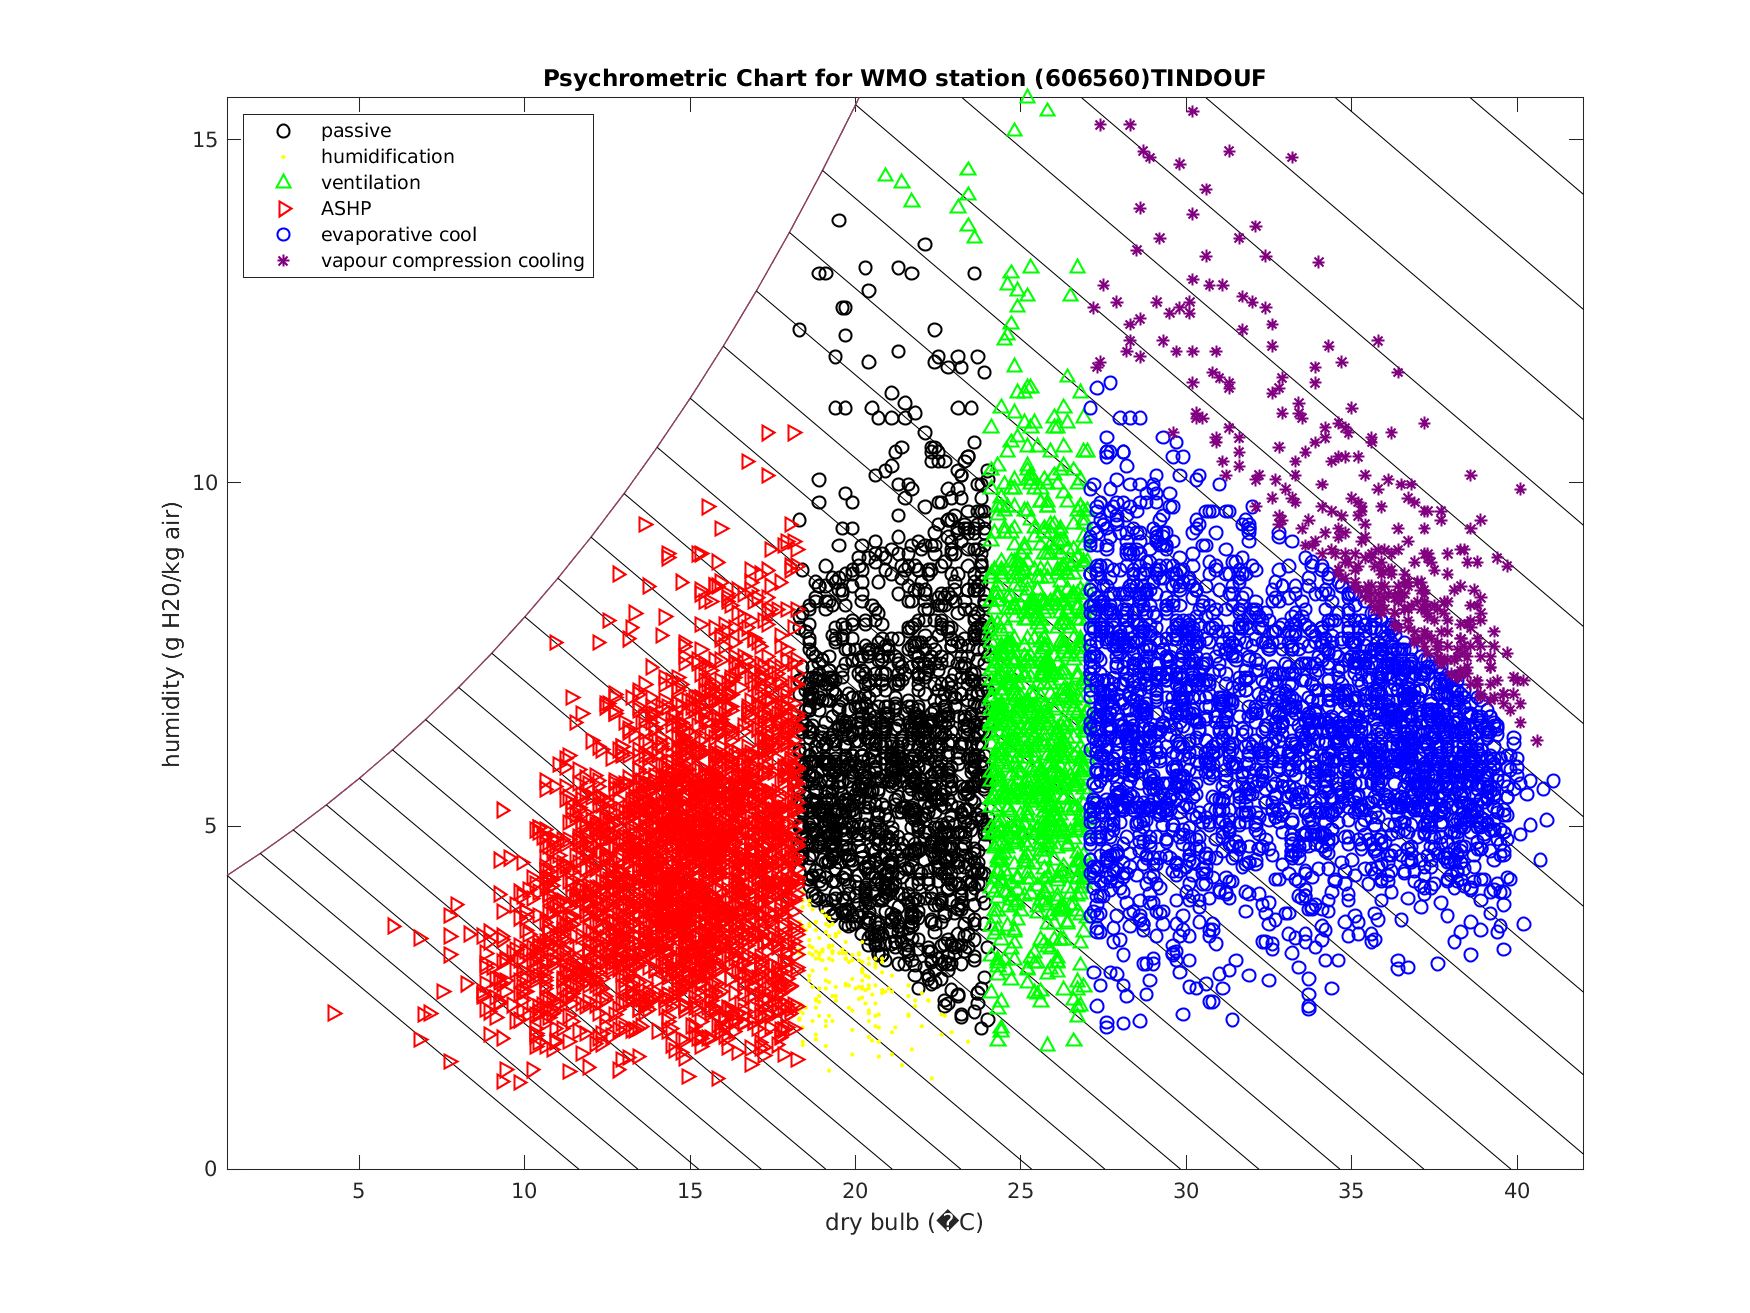 Psychrometric Chart for WMO station (606560)TINDOUF
passive
humidification
ventilation
ASHP
evaporative cool
vapour compression cooling
15
10
5
0
humidity (g H20/kg air)
5 10 15 20 25 30 35 40
dry bulb (�C)